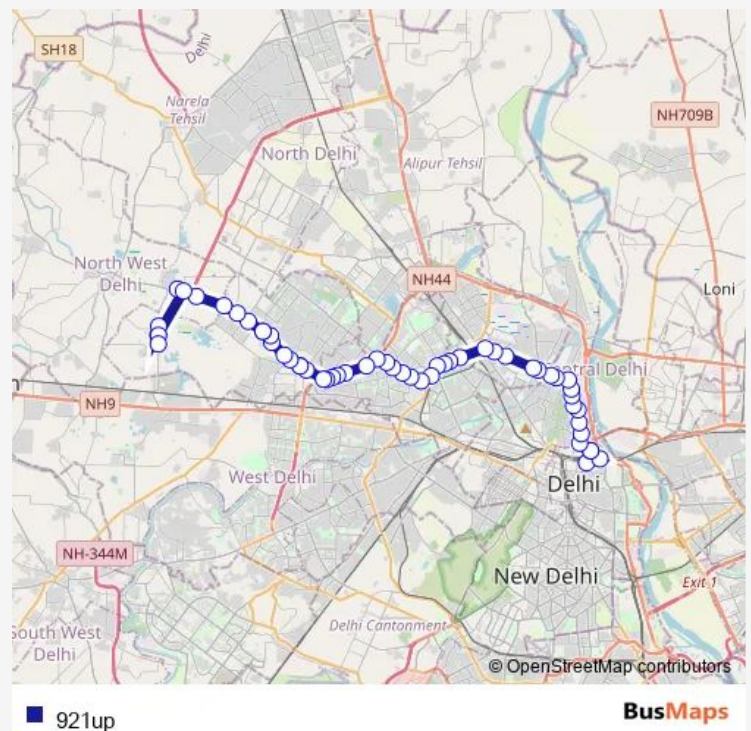 SH18
Delhi
Narela
Tehsil
NH709B
North Delhi
Alipur Tehsil
North West
Delhi
NH44
Loni
Central Delhi
NH9
West Delhi
Delhi
NH-344M
New Delhi
Exit 1
South West
Delhi
Delhi Cantonment
© OpenStreetMap contributors
921up
BusMaps